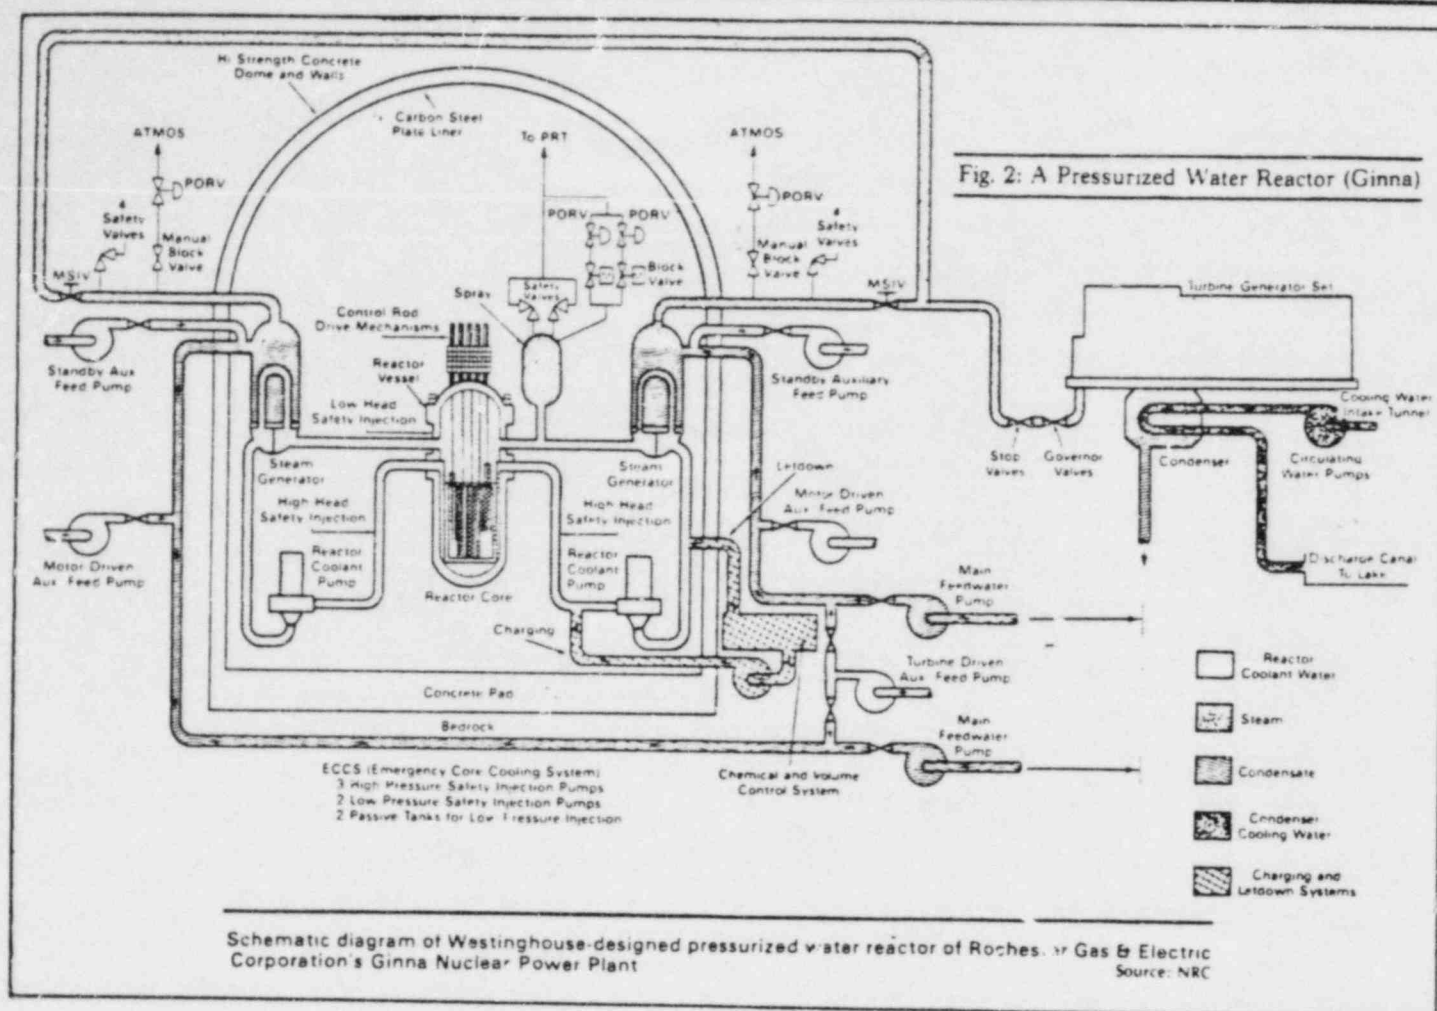 Hi Strength Concrete
Dome and Walls
Carbon Steel
Plate Liner
ATMOS
PORV
4
Safety
Valves
Manual
Block
Valve
MSIV
To PRT
PORV
PORV
Block
Valve
Safety
Valves
Spray
ATMOS
PORV
4
Safety
Valves
Manual
Block
Valve
MSIV
Fig. 2: A Pressurized Water Reactor (Ginna)
Turbine Generator Set
Standby Aux
Feed Pump
Control Rod
Drive Mechanisms
Reactor
Vessel
Low Head
Safety Injection
Standby Auxiliary
Feed Pump
Cooling Water
Intake Tunnel
Stop
Valves
Governor
Valves
Condenser
Circulating
Water Pumps
Steam
Generator
Steam
Generator
Letdown
High Head
Safety Injection
High Head
Safety Injection
Motor Driven
Aux. Feed Pump
Motor Driven
Aux. Feed Pump
Reactor
Coolant
Pump
Reactor
Coolant
Pump
Reactor Core
Discharge Canal
To Lake
Main
Feedwater
Pump
Charging
Turbine Driven
Aux. Feed Pump
Concrete Pad
Bedrock
Main
Feedwater
Pump
Chemical and Volume
Control System
ECCS (Emergency Core Cooling System)
3 High Pressure Safety Injection Pumps
2 Low Pressure Safety Injection Pumps
2 Passive Tanks for Low Pressure Injection
Reactor
Coolant Water
Steam
Condensate
Condenser
Cooling Water
Charging and
Letdown Systems
Schematic diagram of Westinghouse-designed pressurized water reactor of Gas & Electric
Corporation's Ginna Nuclear Power Plant
Source: NRC